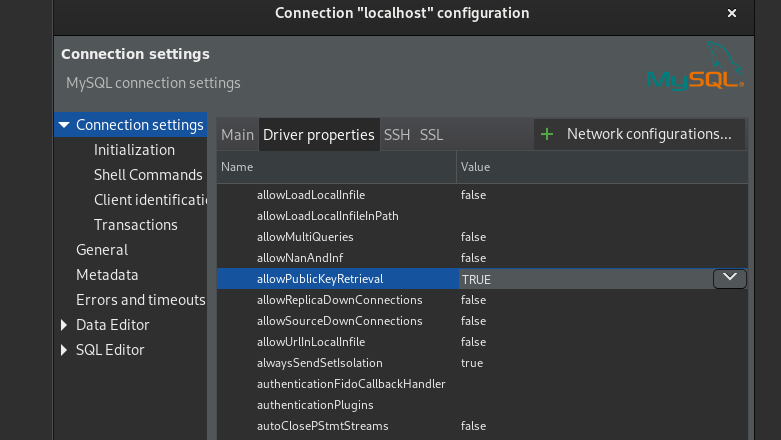 Connection "localhost" configuration
×
Connection settings
MySQL connection settings
MySQL
Connection settings
Initialization
Shell Commands
Client identificatio
Transactions
General
Metadata
Errors and timeouts
Data Editor
SQL Editor
Main Driver properties SSH SSL + Network configurations...
Name Value
allowLoadLocalInfile false
allowLoadLocalInfileInPath
allowMultiQueries false
allowNanAndInf false
allowPublicKeyRetrieval TRUE
allowReplicaDownConnections false
allowSourceDownConnections false
allowUrlInLocalInfile false
alwaysSendSetIsolation true
authenticationFidoCallbackHandler
authenticationPlugins
autoClosePStmtStreams false